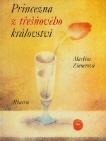 Princezna
z třešňového
království
Markéta
Zinnerová
Albatros